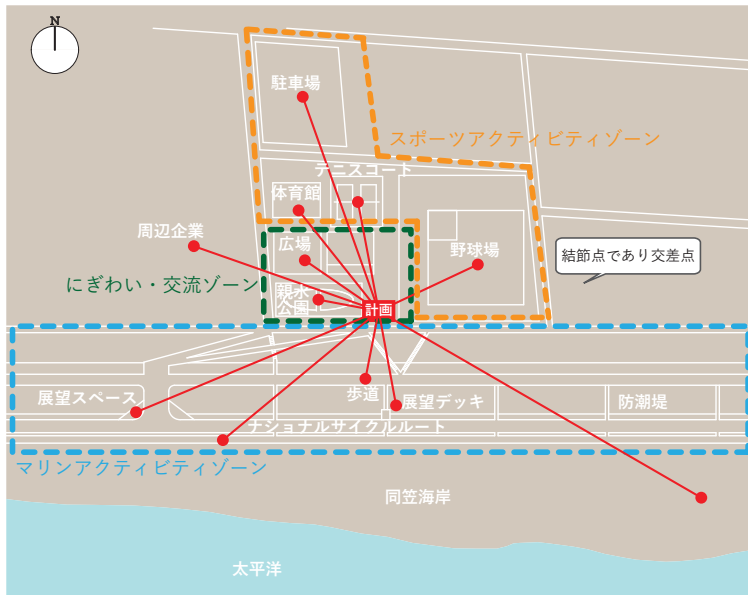 N
駐車場
スポーツアクティビティゾーン
テニスコート
体育館
周辺企業
広場
野球場
結節点であり交差点
にぎわい・交流ゾーン
親水
公園
計画
展望スペース
歩道
展望デッキ
防潮堤
ナショナルサイクルルート
マリンアクティビティゾーン
同笠海岸
太平洋